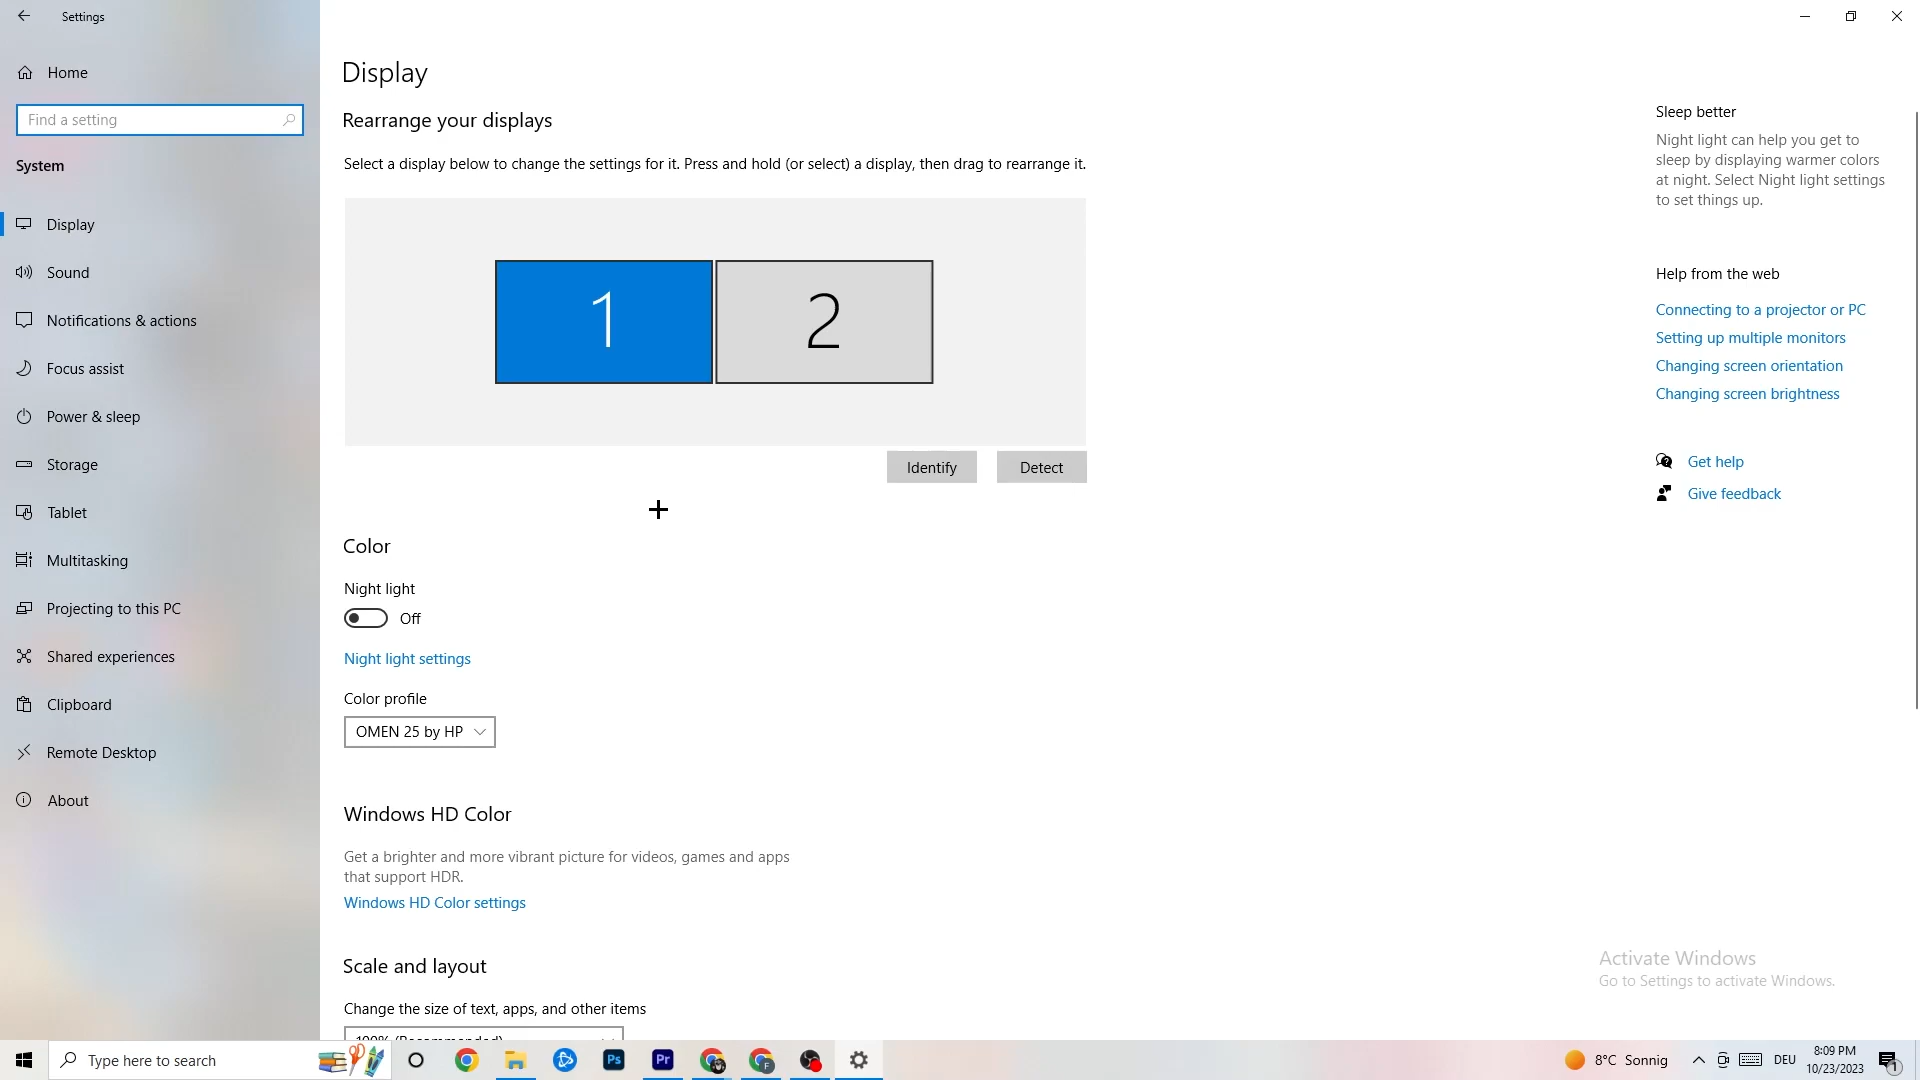 Settings
Home
Find a setting
System
Display
Sound
Notifications & actions
Focus assist
Power & sleep
Storage
Tablet
Multitasking
Projecting to this PC
Shared experiences
Clipboard
Remote Desktop
About
Display
Rearrange your displays
Select a display below to change the settings for it. Press and hold (or select) a display, then drag to rearrange it.
1
2
Identify
Detect
Color
Night light
Off
Night light settings
Color profile
OMEN 25 by HP
Windows HD Color
Get a brighter and more vibrant picture for videos, games and apps
that support HDR.
Windows HD Color settings
Scale and layout
Change the size of text, apps, and other items
100% (Recommended)
Sleep better
Night light can help you get to
sleep by displaying warmer colors
at night. Select Night light settings
to set things up.
Help from the web
Connecting to a projector or PC
Setting up multiple monitors
Changing screen orientation
Changing screen brightness
Get help
Give feedback
Activate Windows
Go to Settings to activate Windows.
Type here to search
Ps
Pr
F
8°C Sonnig
DEU
8:09 PM
10/23/2023
1